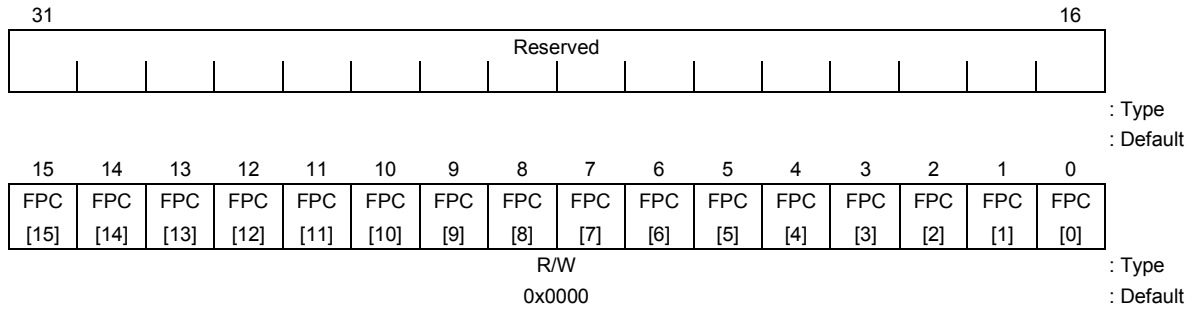 31 16
Reserved
: Type
: Default
15 14 13 12 11 10 9 8 7 6 5 4 3 2 1 0
FPC FPC FPC FPC FPC FPC FPC FPC FPC FPC FPC FPC FPC FPC FPC FPC
[15] [14] [13] [12] [11] [10] [9] [8] [7] [6] [5] [4] [3] [2] [1] [0]
R/W : Type
0x0000 : Default